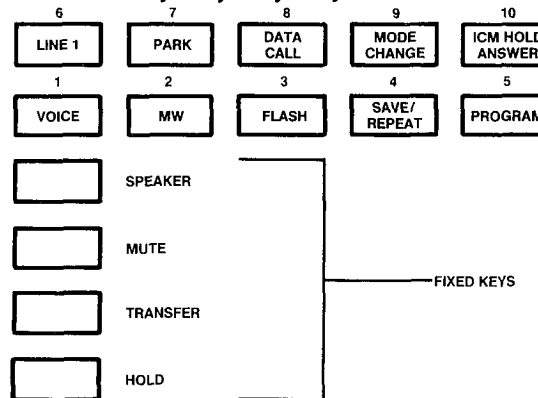 6 7 8 9 10
LINE 1
PARK
DATA
CALL
MODE
CHANGE
ICM HOLD
ANSWER
1 2 3 4 5
VOICE
MW
FLASH
SAVE/
REPEAT
PROGRAM
SPEAKER
MUTE
FIXED KEYS
TRANSFER
HOLD